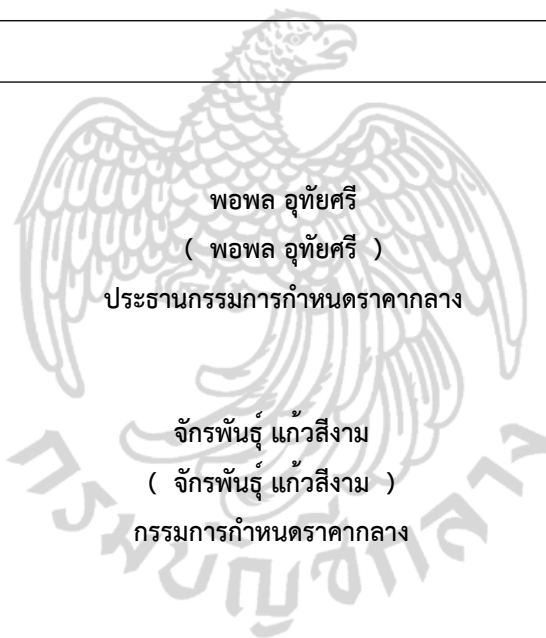 พอพล อุทัยศรี
( พอพล อุทัยศรี )
ประธานกรรมการกำหนดราคากลาง
จักรพันธุ์ แก้วสีงาม
( จักรพันธุ์ แก้วสีงาม )
กรรมการกำหนดราคากลาง
กรมบัญชีกลาง